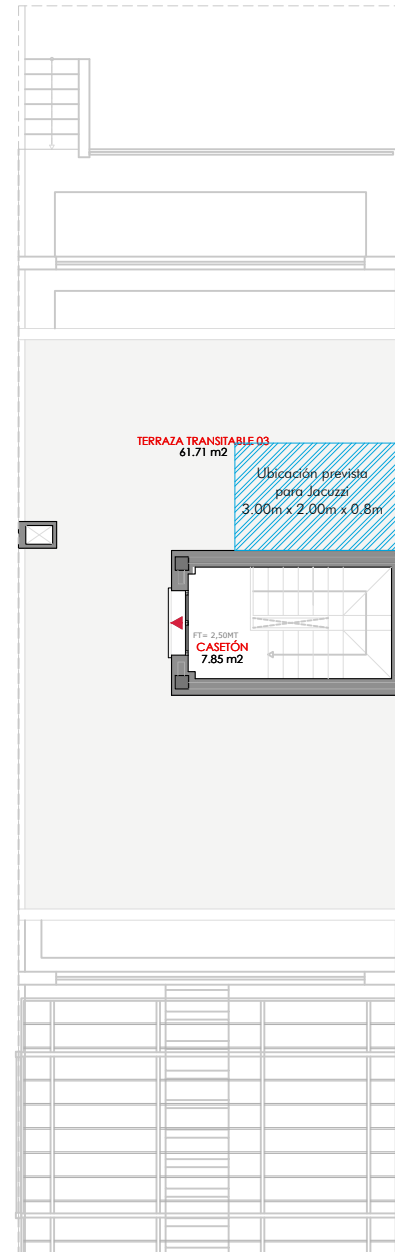 TERRAZA TRANSITABLE 03
61.71 m2
Ubicación prevista
para Jacuzzi
3.00m x 2.00m x 0.8m
FT= 2,50MT
CASETÓN
7.85 m2